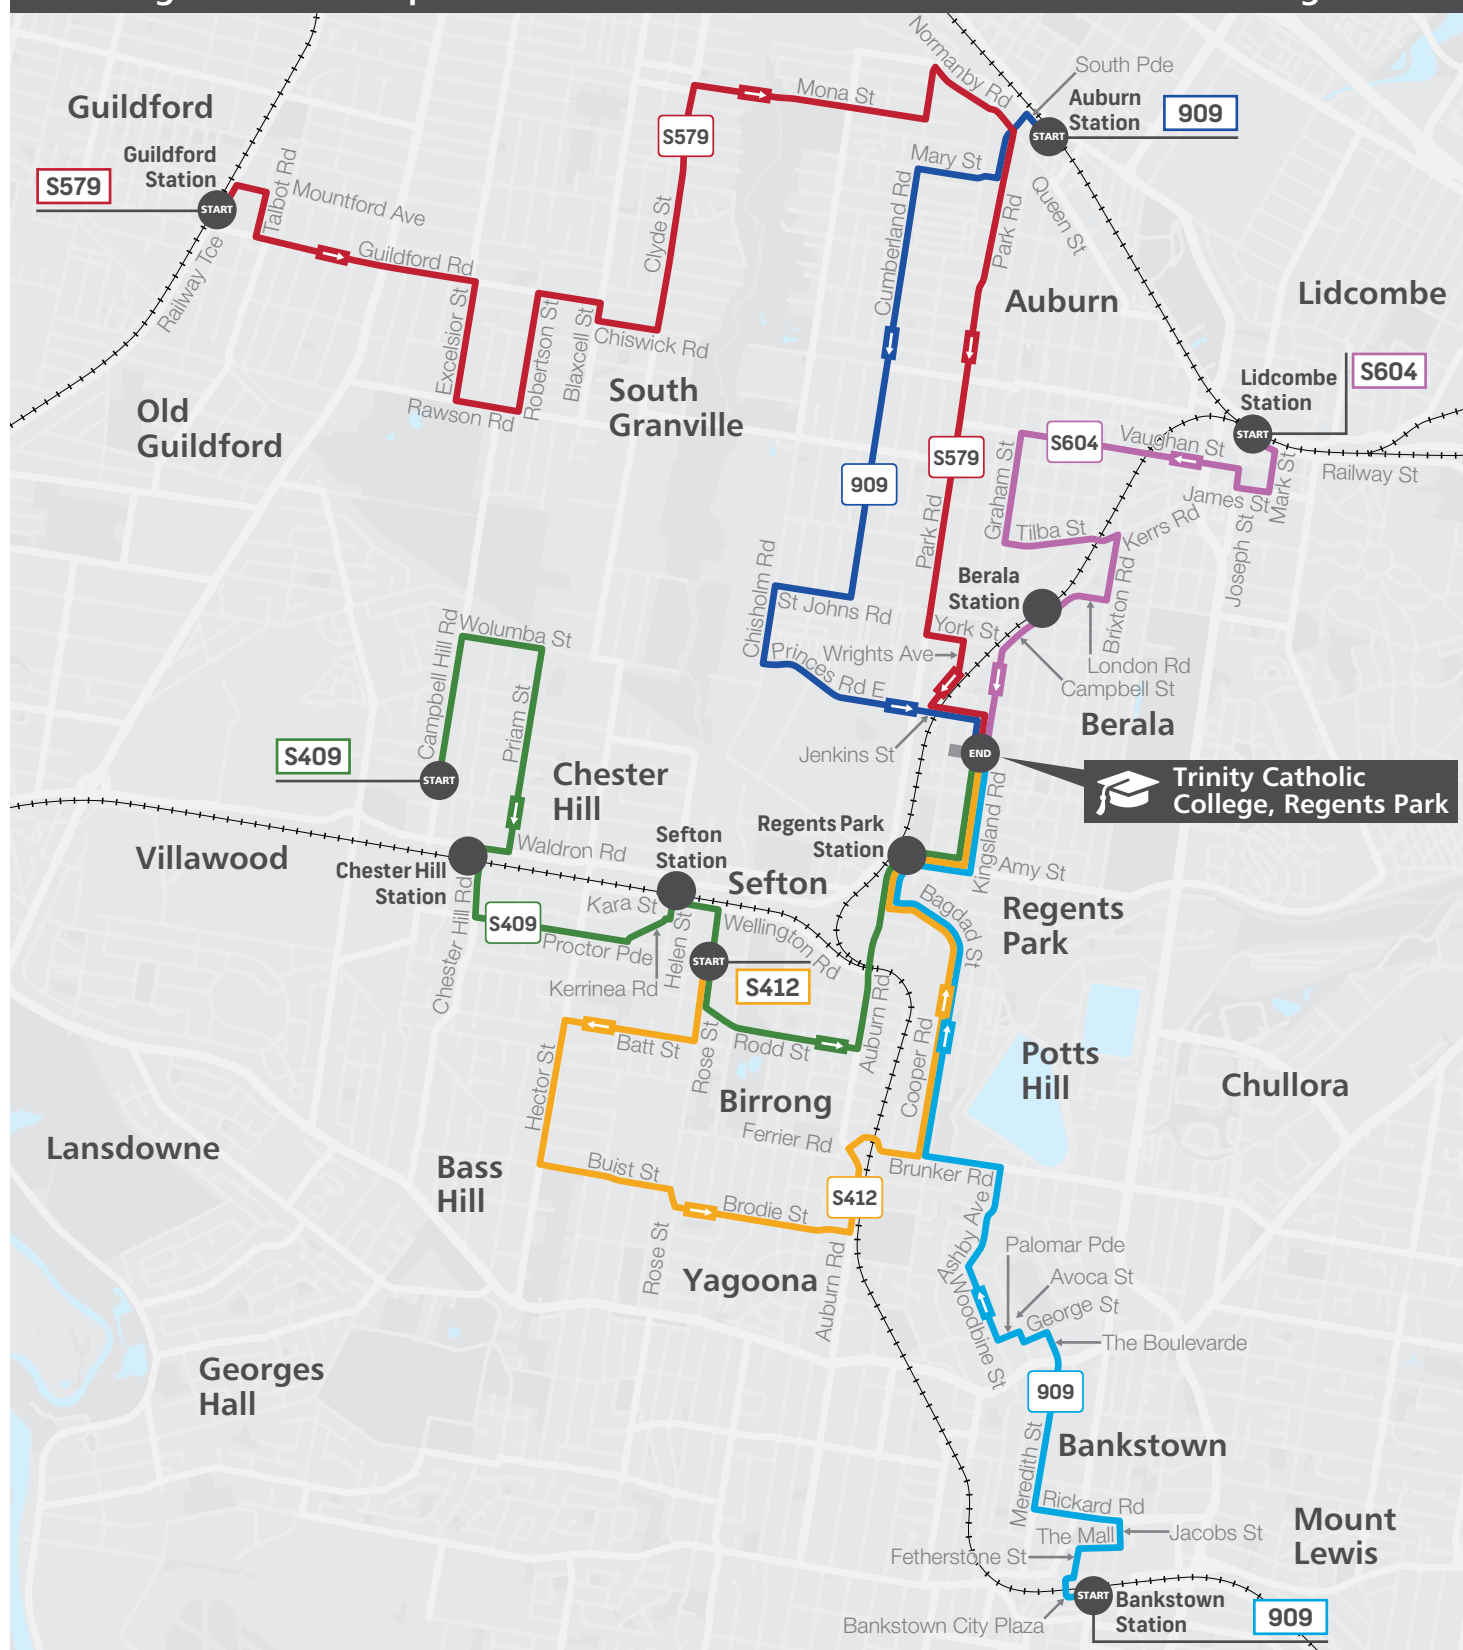 Normanby Rd
South Pde
Auburn
Station
909
START
Guildford
Guildford
Station
S579
START
Talbot Rd
Mountford Ave
Railway Tce
Guildford Rd
Mona St
S579
Clyde St
Mary St
Cumberland Rd
Park Rd
Queen St
Auburn
Lidcombe
Excelsior St
Robertson St
Blaxcell St
Chiswick Rd
Rawson Rd
South
Granville
Old
Guildford
Lidcombe
Station
S604
START
Vaughan St
S604
Graham St
Mark St
Railway St
James St
Joseph St
Kerrs Rd
Tilba St
Brixton Rd
S579
909
Park Rd
Berala
Station
Chisholm Rd
St Johns Rd
York St
Wrights Ave
London Rd
Campbell St
Princes Rd E
Berala
Jenkins St
END
Trinity Catholic
College, Regents Park
Campbell Hill Rd
Wolumba St
Priam St
S409
START
Chester
Hill
Villawood
Waldron Rd
Chester Hill
Station
Sefton
Station
Sefton
Regents Park
Station
Kingsland Rd
Amy St
Regents
Park
Bagdad St
Kara St
S409
Proctor Pde
Chester Hill Rd
Helen St
Wellington Rd
START
S412
Kerrinea Rd
Batt St
Rose St
Rodd St
Auburn Rd
Cooper Rd
Potts
Hill
Chullora
Hector St
Birrong
Ferrier Rd
Lansdowne
Bass
Hill
Buist St
Brunker Rd
S412
Brodie St
Rose St
Ashby Ave
Yagoona
Auburn Rd
Palomar Pde
Avoca St
George St
Woodbine St
The Boulevarde
Georges
Hall
909
Meredith St
Bankstown
Rickard Rd
The Mall
Jacobs St
Mount
Lewis
Fetherstone St
START
Bankstown
Station
909
Bankstown City Plaza